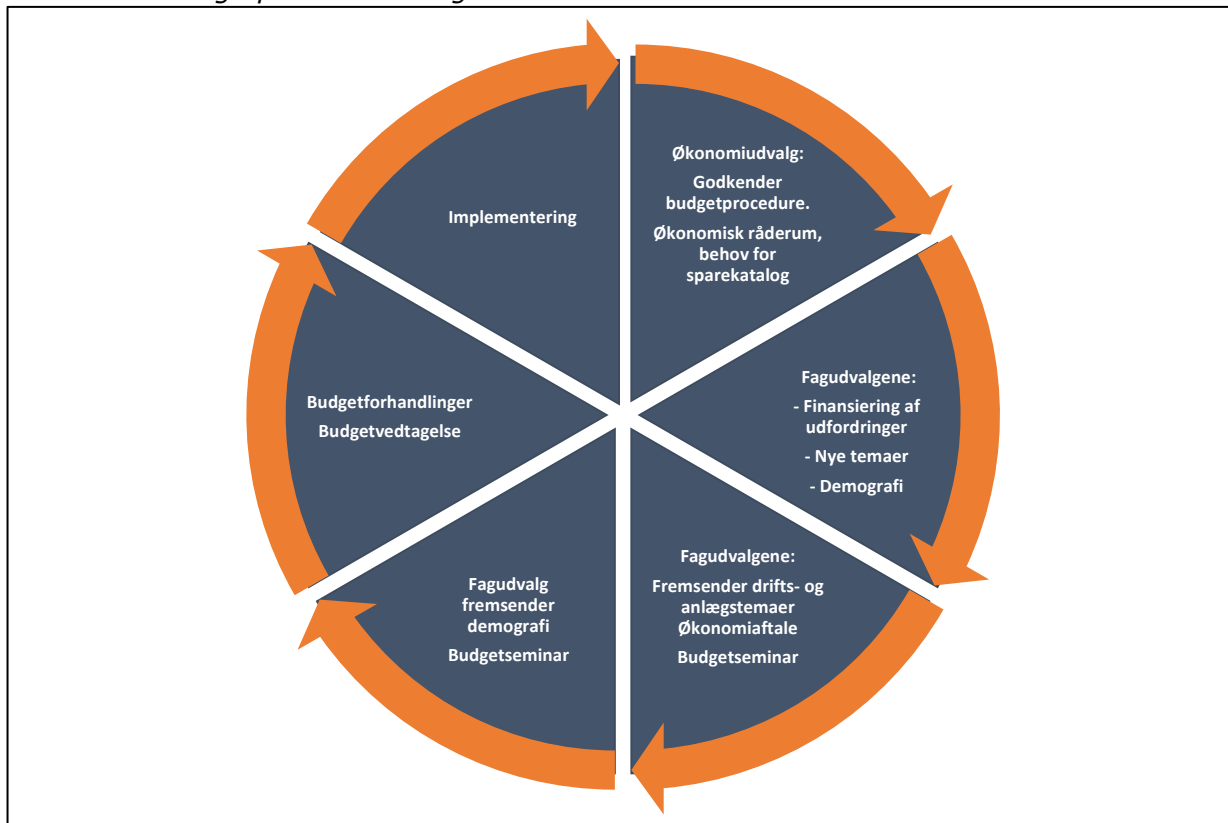 Økonomiudvalg:
Godkender
budgetprocedure.
Økonomisk råderum,
behov for
sparekatalog
Fagudvalgene:
- Finansiering af
udfordringer
- Nye temaer
- Demografi
Fagudvalgene:
Fremsender drifts- og
anlægstemaer
Økonomiaftale
Budgetseminar
Fagudvalg
fremsender
demografi
Budgetseminar
Budgetforhandlinger
Budgetvedtagelse
Implementering